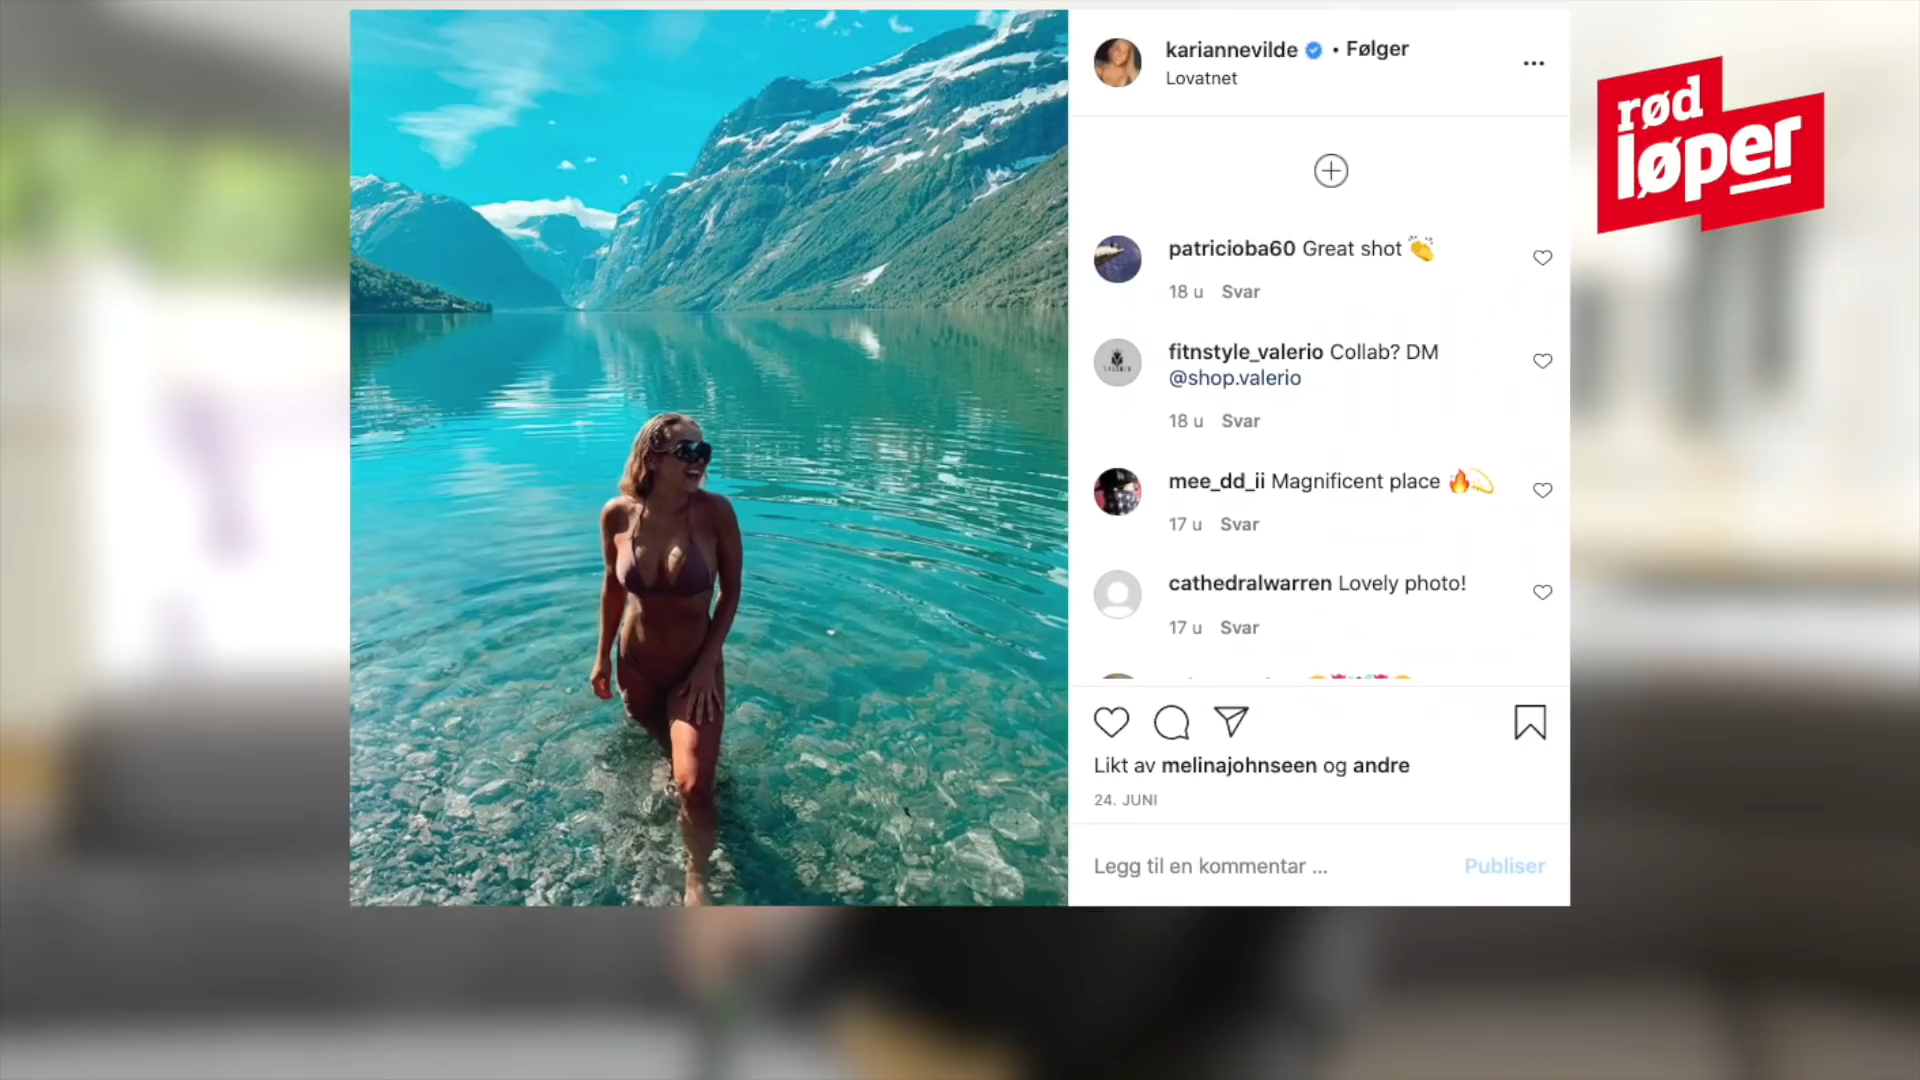 kariannevilde • Følger
Lovatnet
rød
løper
patricioba60 Great shot 👏
18 u Svar
fitnstyle_valerio Collab? DM
@shop.valerio
18 u Svar
mee_dd_ii Magnificent place 🔥💫
17 u Svar
cathedralwarren Lovely photo!
17 u Svar
Likt av melinajohnseen og andre
24. JUNI
Legg til en kommentar ...
Publiser